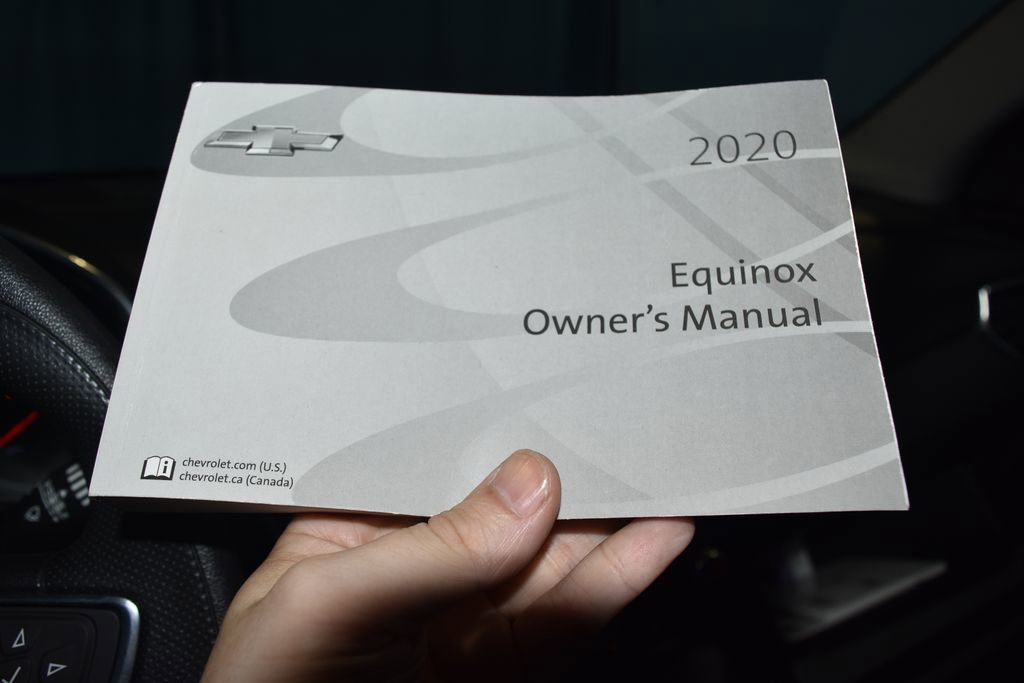 2020
Equinox
Owner's Manual
chevrolet.com (U.S.)
chevrolet.ca (Canada)